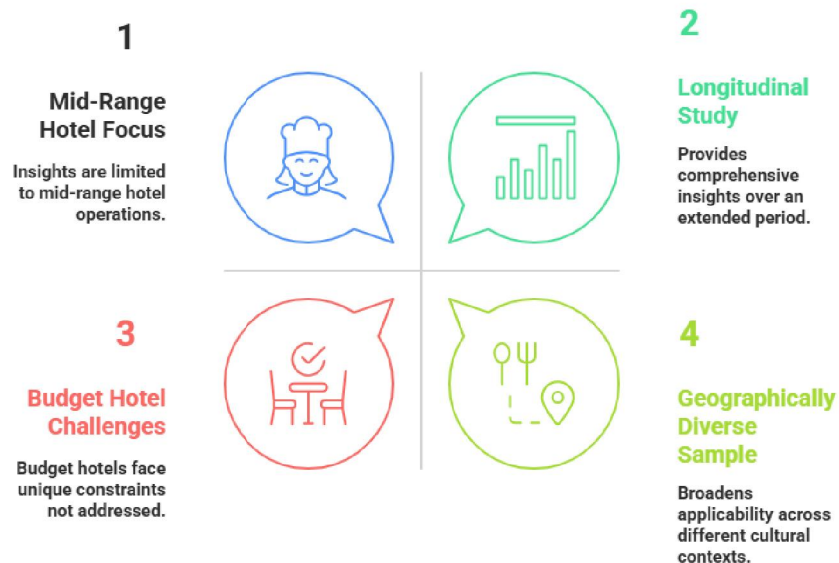 1
Mid-Range
Hotel Focus
Insights are limited
to mid-range hotel
operations.
2
Longitudinal
Study
Provides
comprehensive
insights over an
extended period.
3
Budget Hotel
Challenges
Budget hotels face
unique constraints
not addressed.
4
Geographically
Diverse
Sample
Broadens
applicability across
different cultural
contexts.